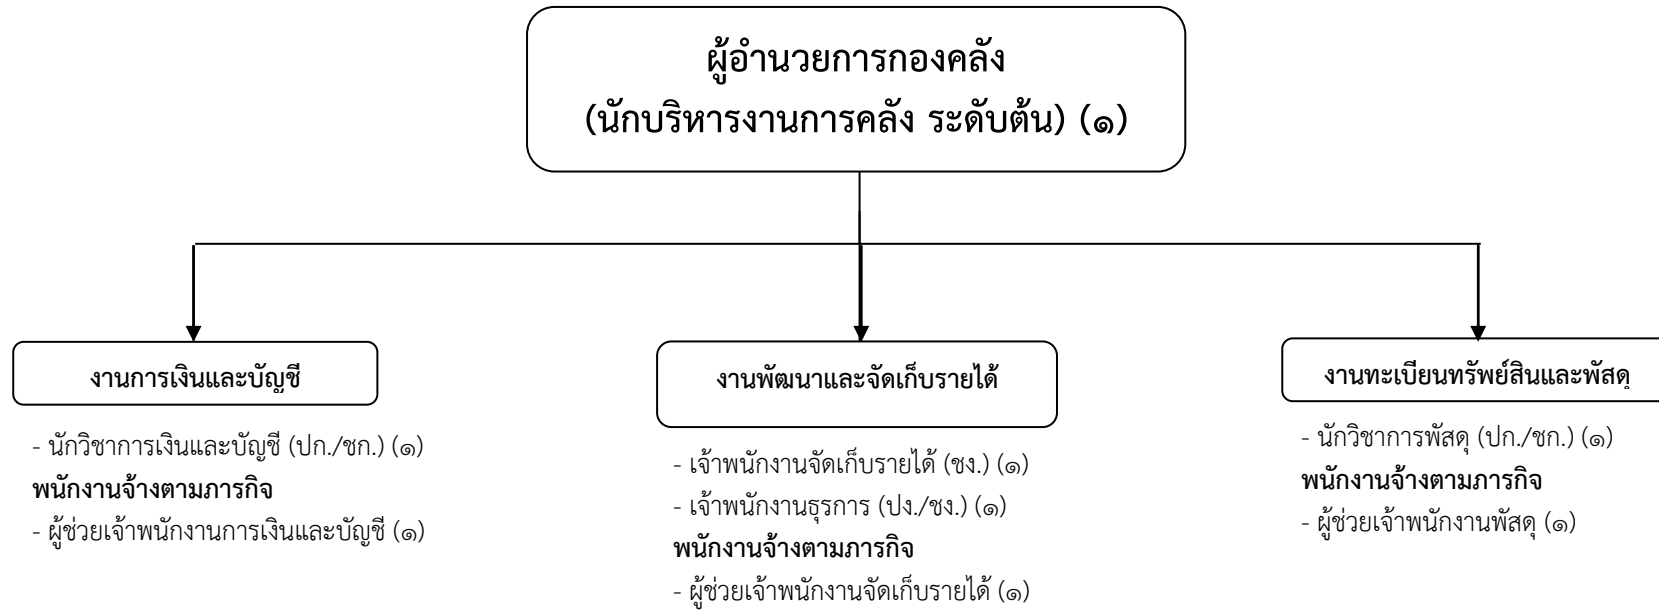 ผู้อำนวยการกองคลัง
(นักบริหารงานการคลัง ระดับต้น) (๑)
งานการเงินและบัญชี
- นักวิชาการเงินและบัญชี (ปก./ชก.) (๑)
พนักงานจ้างตามภารกิจ
- ผู้ช่วยเจ้าพนักงานการเงินและบัญชี (๑)
งานพัฒนาและจัดเก็บรายได้
- เจ้าพนักงานจัดเก็บรายได้ (ชง.) (๑)
- เจ้าพนักงานธุรการ (ปง./ชง.) (๑)
พนักงานจ้างตามภารกิจ
- ผู้ช่วยเจ้าพนักงานจัดเก็บรายได้ (๑)
งานทะเบียนทรัพย์สินและพัสดุ
- นักวิชาการพัสดุ (ปก./ชก.) (๑)
พนักงานจ้างตามภารกิจ
- ผู้ช่วยเจ้าพนักงานพัสดุ (๑)